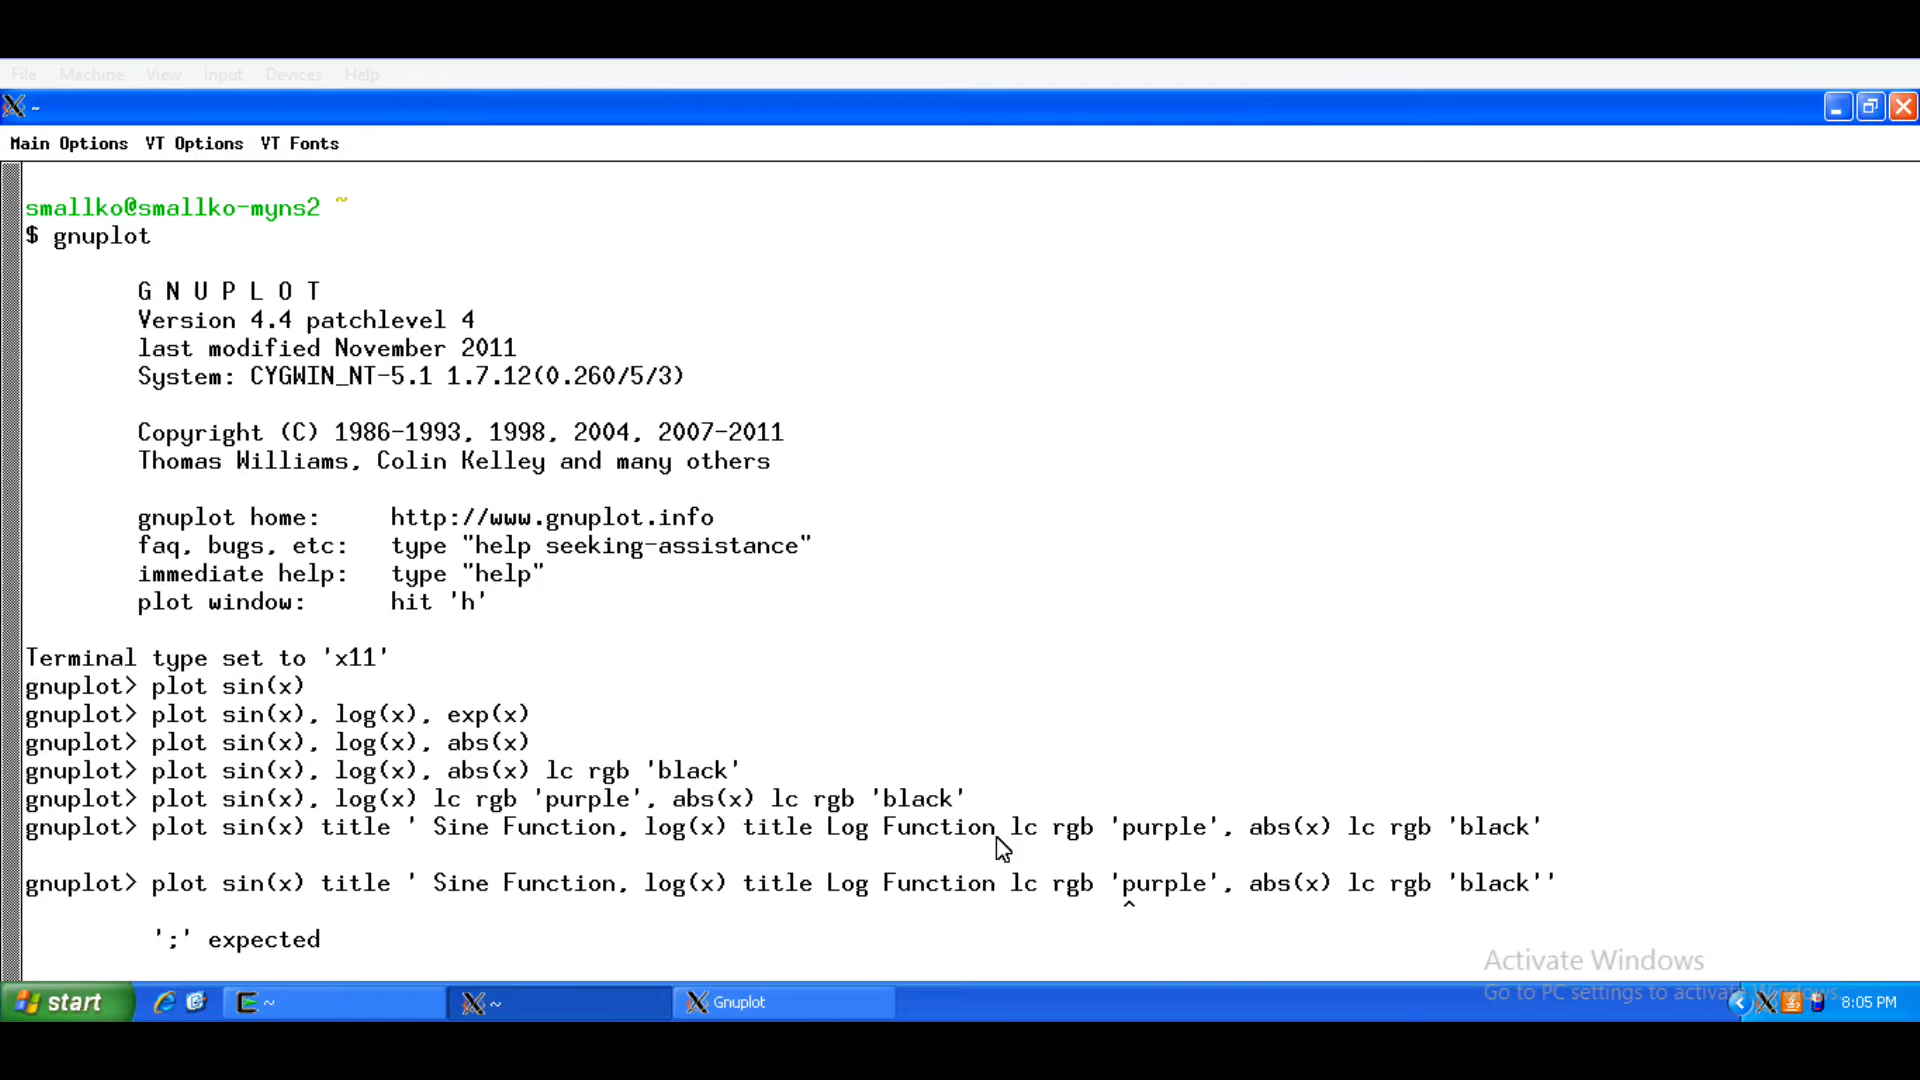 File Machine View Input Devices Help
~
Main Options VT Options VT Fonts
smallko@smallko-myns2 ~
$ gnuplot
G N U P L O T
Version 4.4 patchlevel 4
last modified November 2011
System: CYGWIN_NT-5.1 1.7.12(0.260/5/3)
Copyright (C) 1986-1993, 1998, 2004, 2007-2011
Thomas Williams, Colin Kelley and many others
gnuplot home: http://www.gnuplot.info
faq, bugs, etc: type "help seeking-assistance"
immediate help: type "help"
plot window: hit 'h'
Terminal type set to 'x11'
gnuplot> plot sin(x)
gnuplot> plot sin(x), log(x), exp(x)
gnuplot> plot sin(x), log(x), abs(x)
gnuplot> plot sin(x), log(x), abs(x) lc rgb 'black'
gnuplot> plot sin(x), log(x) lc rgb 'purple', abs(x) lc rgb 'black'
gnuplot> plot sin(x) title ' Sine Function, log(x) title Log Function lc rgb 'purple', abs(x) lc rgb 'black'
gnuplot> plot sin(x) title ' Sine Function, log(x) title Log Function lc rgb 'purple', abs(x) lc rgb 'black''
^
';' expected
Activate Windows
Go to PC settings to activate Windows.
start ~ ~ Gnuplot 8:05 PM